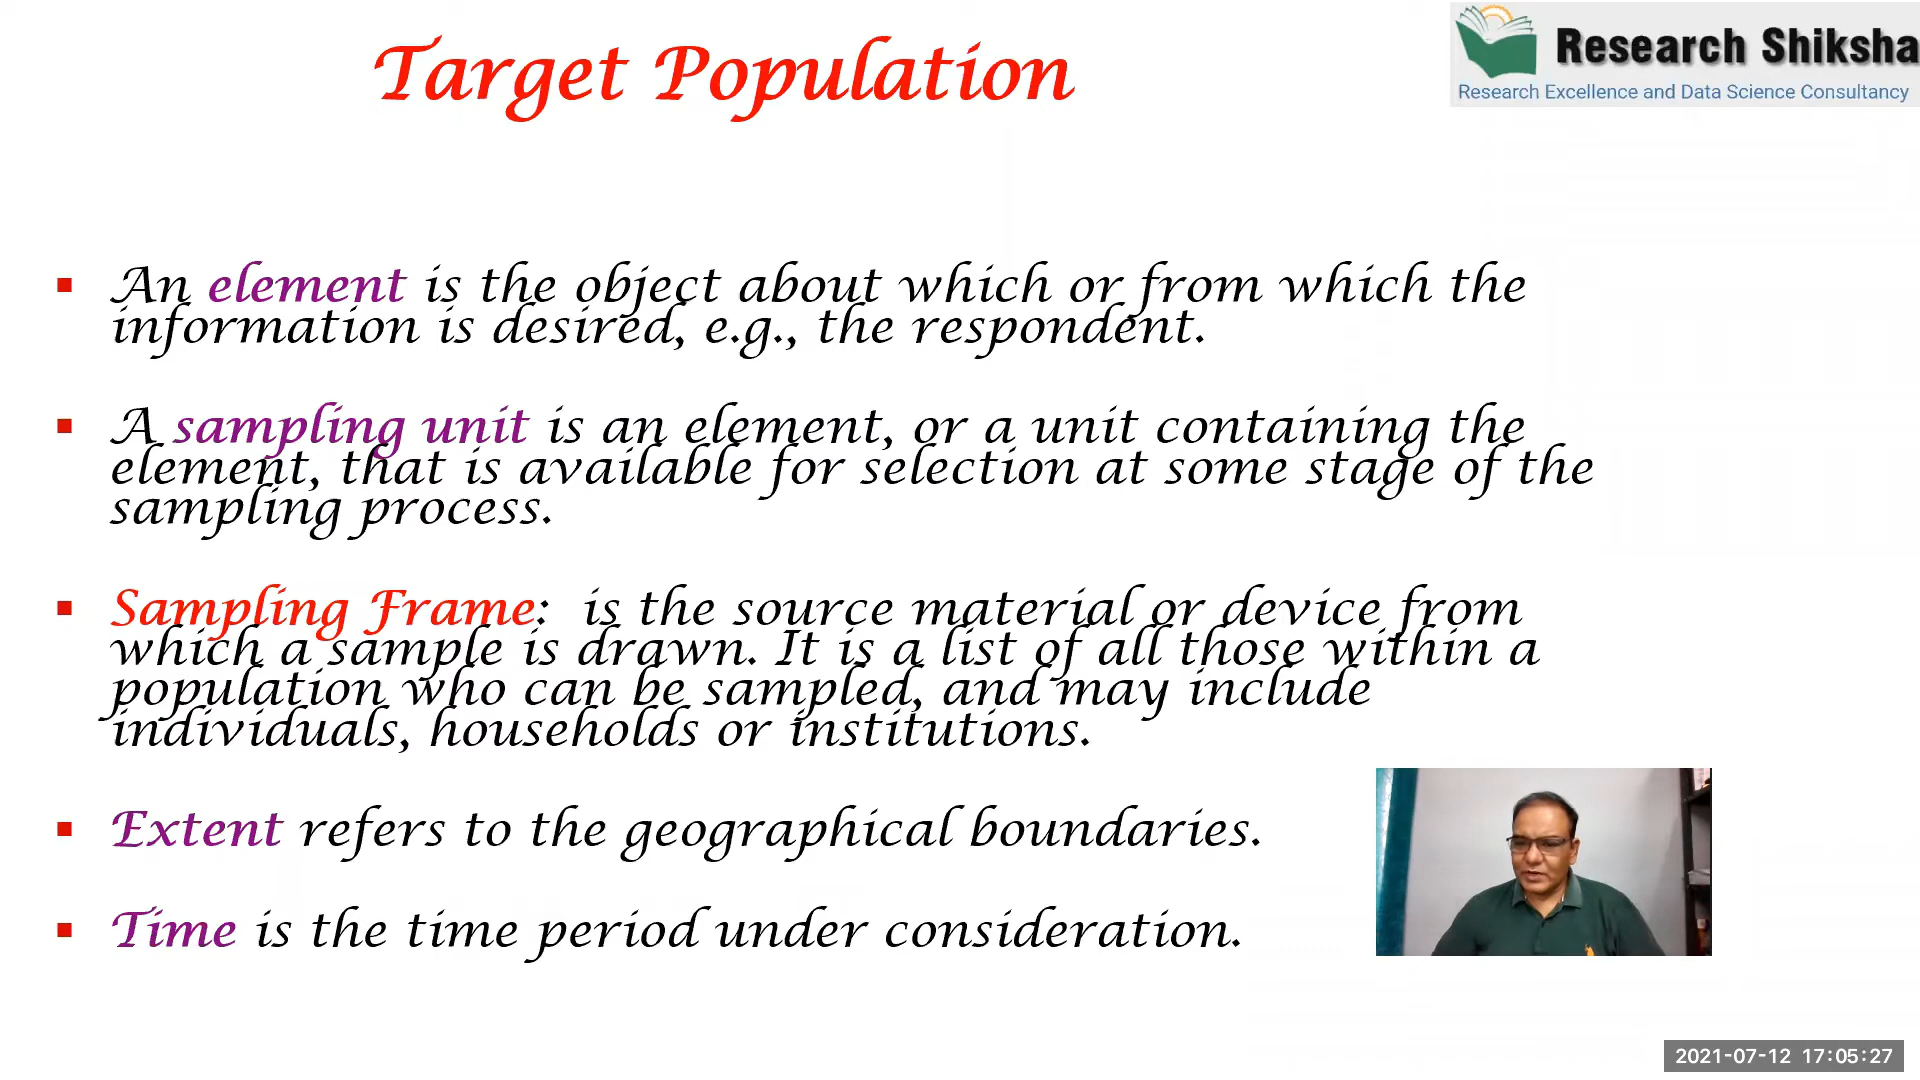 Target Population
Research Shiksha
Research Excellence and Data Science Consultancy
▪ An element is the object about which or from which the
information is desired, e.g., the respondent.
▪ A sampling unit is an element, or a unit containing the
element, that is available for selection at some stage of the
sampling process.
▪ Sampling Frame: is the source material or device from
which a sample is drawn. It is a list of all those within a
population who can be sampled, and may include
individuals, households or institutions.
▪ Extent refers to the geographical boundaries.
▪ Time is the time period under consideration.
2021-07-12 17:05:27